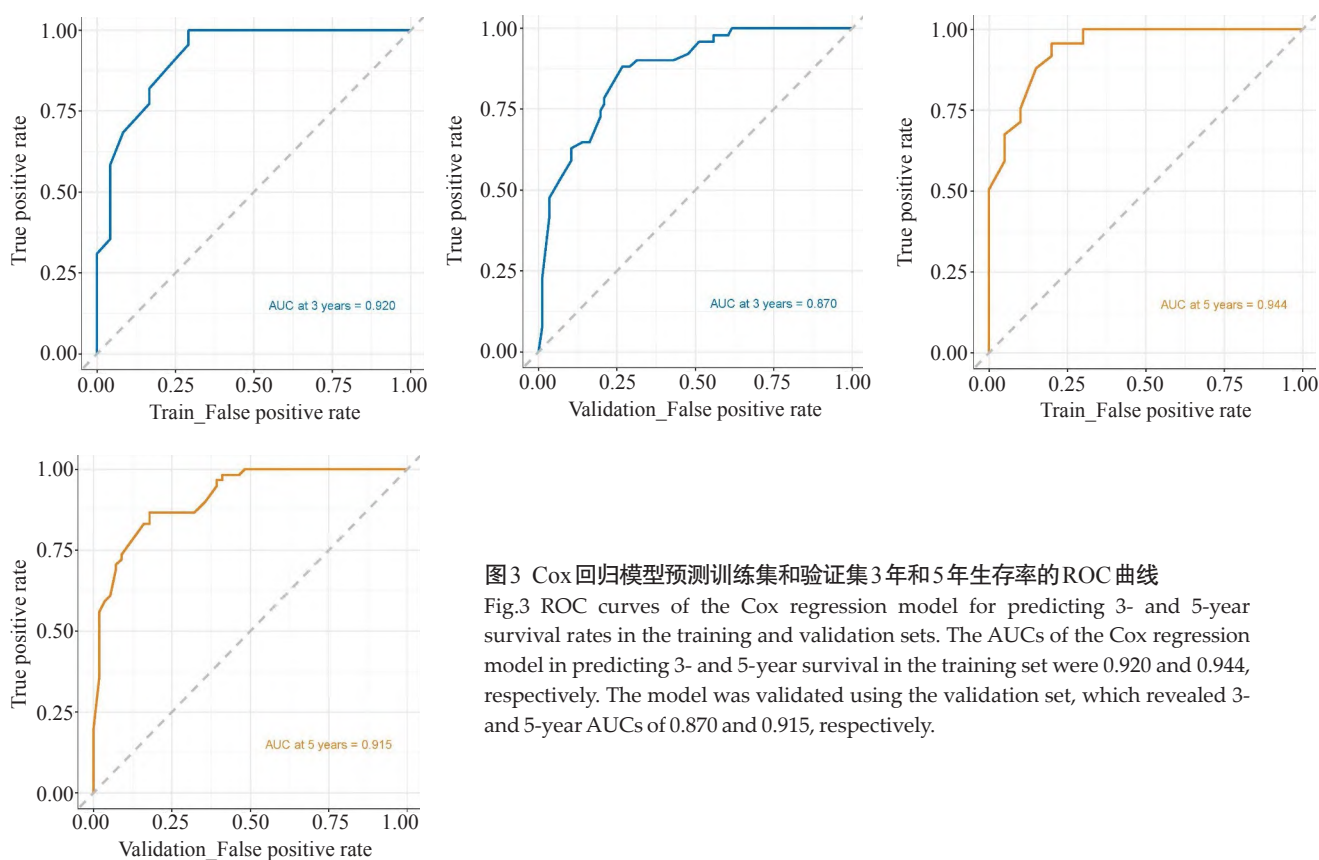 1.00
0.75
0.50
0.25
0.00
True positive rate
AUC at 3 years = 0.920
0.00 0.25 0.50 0.75 1.00
Train_False positive rate
1.00
0.75
0.50
0.25
0.00
True positive rate
AUC at 3 years = 0.870
0.00 0.25 0.50 0.75 1.00
Validation_False positive rate
1.00
0.75
0.50
0.25
0.00
True positive rate
AUC at 5 years = 0.944
0.00 0.25 0.50 0.75 1.00
Train_False positive rate
1.00
0.75
0.50
0.25
0.00
True positive rate
AUC at 5 years = 0.915
0.00 0.25 0.50 0.75 1.00
Validation_False positive rate
图3 Cox回归模型预测训练集和验证集3年和5年生存率的ROC曲线
Fig.3 ROC curves of the Cox regression model for predicting 3- and 5-year
survival rates in the training and validation sets. The AUCs of the Cox regression
model in predicting 3- and 5-year survival in the training set were 0.920 and 0.944,
respectively. The model was validated using the validation set, which revealed 3-
and 5-year AUCs of 0.870 and 0.915, respectively.